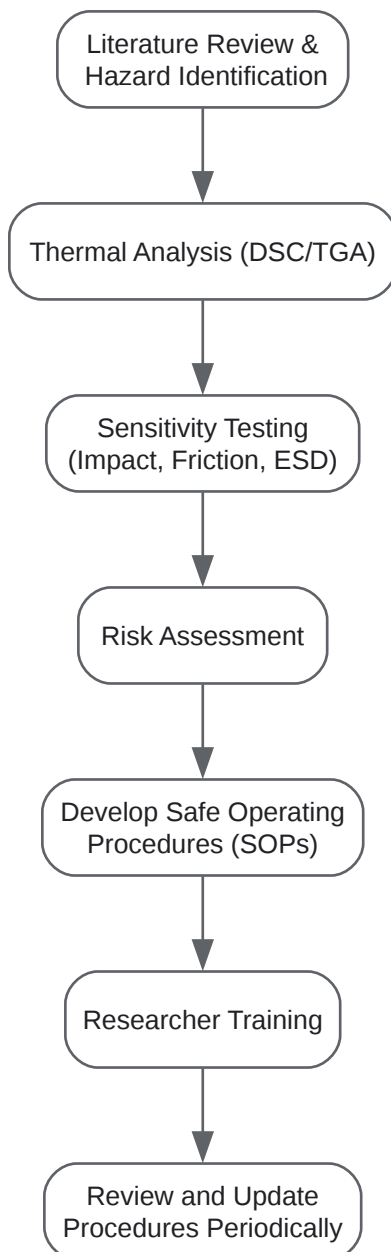 Literature Review &
Hazard Identification
Thermal Analysis (DSC/TGA)
Sensitivity Testing
(Impact, Friction, ESD)
Risk Assessment
Develop Safe Operating
Procedures (SOPs)
Researcher Training
Review and Update
Procedures Periodically